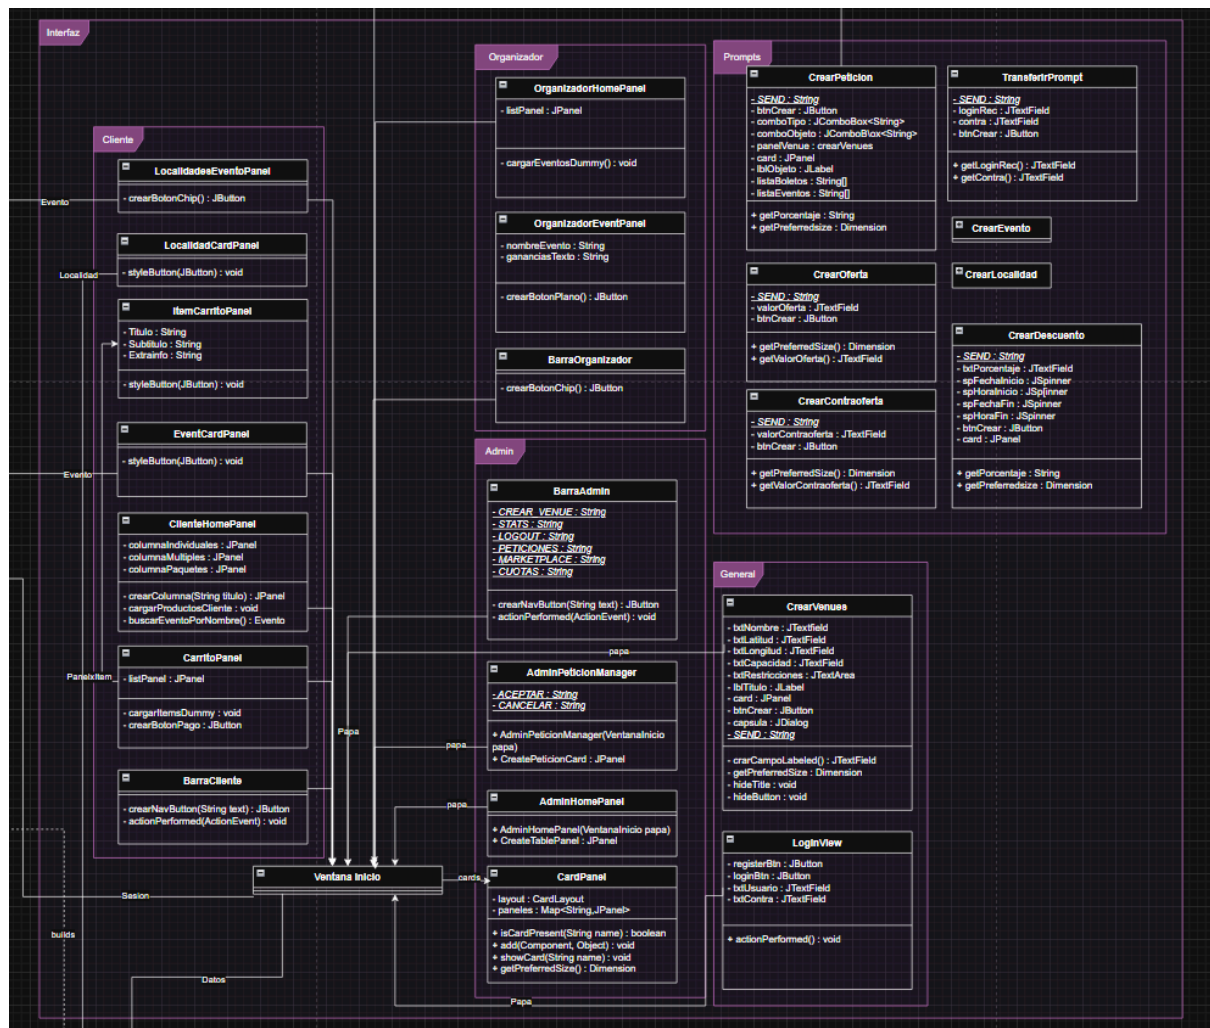 Interfaz
Cliente
LocalidadesEventoPanel
- crearBotonChip() : JButton
Evento
LocalidadCardPanel
- styleButton(JButton) : void
Localidad
ItemCarritoPanel
- Titulo : String
- Subtitulo : String
- Extrainfo : String
- styleButton(JButton) : void
EventCardPanel
- styleButton(JButton) : void
Evento
ClienteHomePanel
- columnaIndividuales : JPanel
- columnaMultiples : JPanel
- columnaPaquetes : JPanel
- crearColumna(String titulo) : JPanel
- cargarProductosCliente : void
- buscarEventoPorNombre() : Evento
CarritoPanel
PanelxItem
- listPanel : JPanel
- cargarItemsDummy : void
- crearBotonPago : JButton
BarraCliente
- crearNavButton(String text) : JButton
- actionPerformed(ActionEvent) : void
Ventana Inicio
Sesion
builds
Datos
cards
Organizador
OrganizadorHomePanel
- listPanel : JPanel
- cargarEventosDummy() : void
OrganizadorEventPanel
- nombreEvento : String
- gananciasTexto : String
- crearBotonPlano() : JButton
BarraOrganizador
- crearBotonChip() : JButton
Admin
BarraAdmin
- CREAR_VENUE : String
- STATS : String
- LOGOUT : String
- PETICIONES : String
- MARKETPLACE : String
- CUOTAS : String
- crearNavButton(String text) : JButton
- actionPerformed(ActionEvent) : void
papa
AdminPeticionManager
- ACEPTAR : String
- CANCELAR : String
+ AdminPeticionManager(VentanaInicio
papa)
+ CreatePeticionCard : JPanel
Papa
papa
AdminHomePanel
papa
+ AdminHomePanel(VentanaInicio papa)
+ CreateTablePanel : JPanel
CardPanel
- layout : CardLayout
- paneles : Map<String,JPanel>
+ isCardPresent(String name) : boolean
+ add(Component, Object) : void
+ showCard(String name) : void
+ getPreferredSize() : Dimension
Papa
Prompts
CrearPeticion
- SEND : String
- btnCrear : JButton
- comboTipo : JComboBox<String>
- comboObjeto : JComboB\ox<String>
- panelVenue : crearVenues
- card : JPanel
- lblObjeto : JLabel
- listaBoletos : String[]
- listaEventos : String[]
+ getPorcentaje : String
+ getPreferredsize : Dimension
TransferirPrompt
- SEND : String
- loginRec : JTextField
- contra : JTextField
- btnCrear : JButton
+ getLoginRec() : JTextField
+ getContra() : JTextField
CrearEvento
CrearLocalidad
CrearOferta
- SEND : String
- valorOferta : JTextField
- btnCrear : JButton
+ getPreferredSize() : Dimension
+ getValorOferta() : JTextField
CrearContraoferta
- SEND : String
- valorContraoferta : JTextField
- btnCrear : JButton
+ getPreferredSize() : Dimension
+ getValorContraoferta() : JTextField
CrearDescuento
- SEND : String
- txtPorcentaje : JTextField
- spFechaInicio : JSpinner
- spHoraInicio : JSp[inner
- spFechaFin : JSpinner
- spHoraFin : JSpinner
- btnCrear : JButton
- card : JPanel
+ getPorcentaje : String
+ getPreferredsize : Dimension
General
CrearVenues
- txtNombre : JTextfield
- txtLatitud : JTextField
- txtLongitud : JTextField
- txtCapacidad : JTextField
- txtRestricciones : JTextArea
- lblTitulo : JLabel
- card : JPanel
- btnCrear : JButton
- capsula : JDialog
- SEND : String
- crarCampoLabeled() : JTextField
- getPreferredSize : Dimension
- hideTitle : void
- hideButton : void
LoginView
- registerBtn : JButton
- loginBtn : JButton
- txtUsuario : JTextField
- txtContra : JTextField
+ actionPerformed() : void